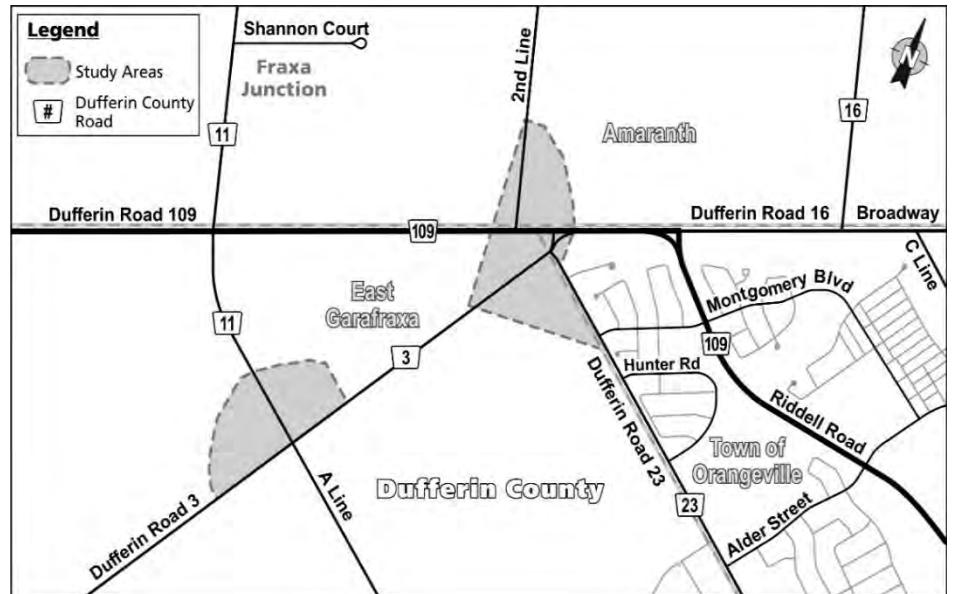 Legend
Study Areas
#
Dufferin County
Road
Shannon Court
Fraxa
Junction
2nd Line
N
11
16
Amaranth
Dufferin Road 109
109
Dufferin Road 16
Broadway
C Line
East
Garafraxa
11
3
Montgomery Blvd
109
Hunter Rd
Dufferin Road 23
Riddell Road
Town of
Orangeville
Dufferin County
A Line
Dufferin Road 3
23
Alder Street